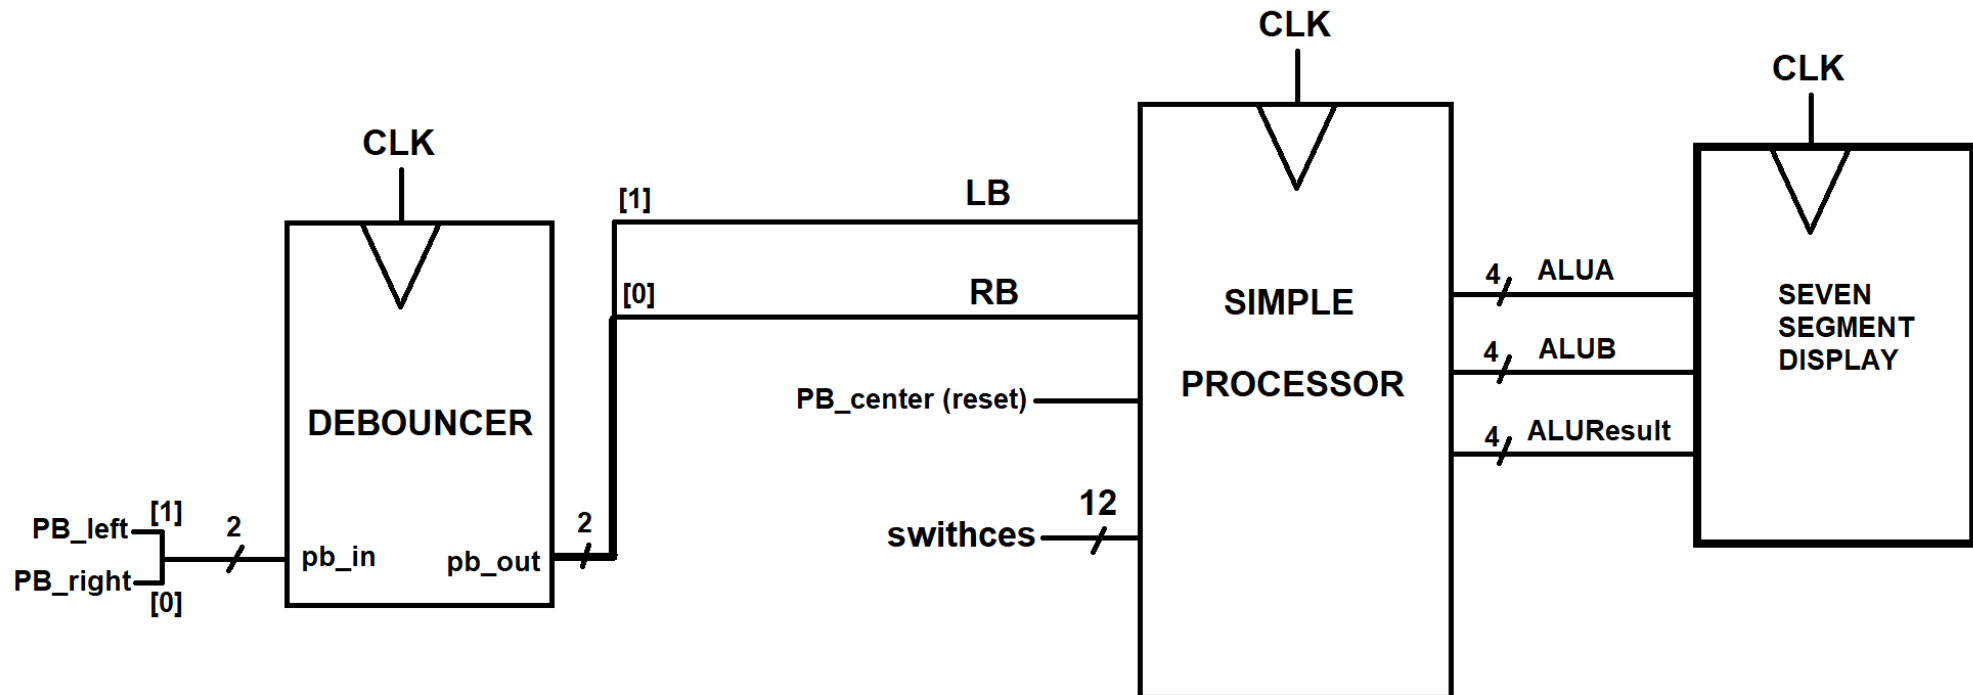 CLK
CLK
CLK
[1]
LB
[0]
RB
4
ALUA
SIMPLE
PROCESSOR
SEVEN
SEGMENT
DISPLAY
4
ALUB
PB_center (reset)
DEBOUNCER
4
ALUResult
12
swithces
PB_left
[1]
2
pb_in
pb_out
2
PB_right
[0]